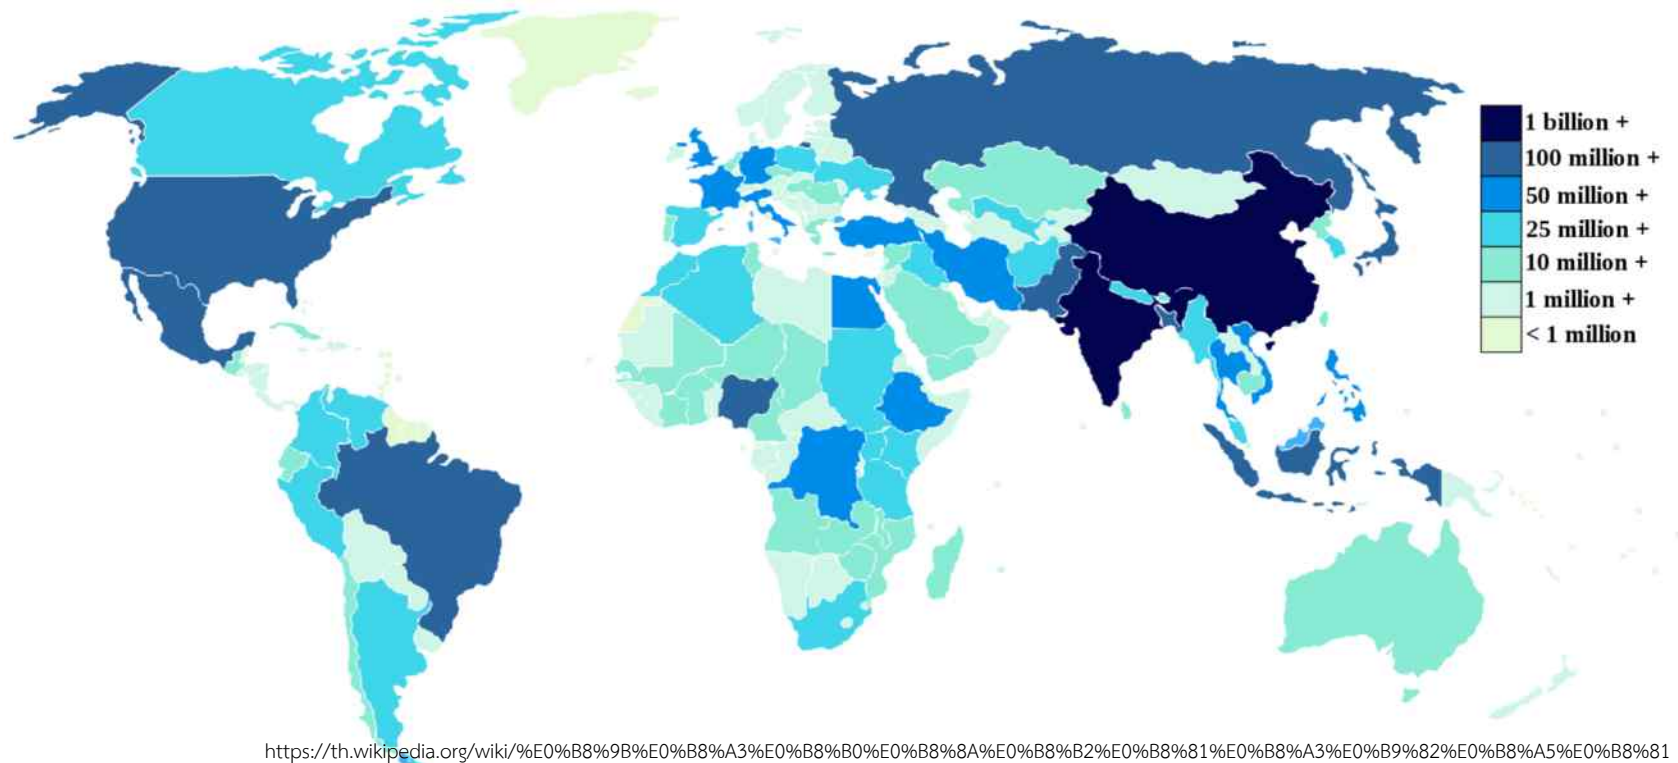 1 billion +
100 million +
50 million +
25 million +
10 million +
1 million +
< 1 million
https://th.wikipedia.org/wiki/%E0%B8%9B%E0%B8%A3%E0%B8%B0%E0%B8%8A%E0%B8%B2%E0%B8%81%E0%B8%A3%E0%B9%82%E0%B8%A5%E0%B8%81